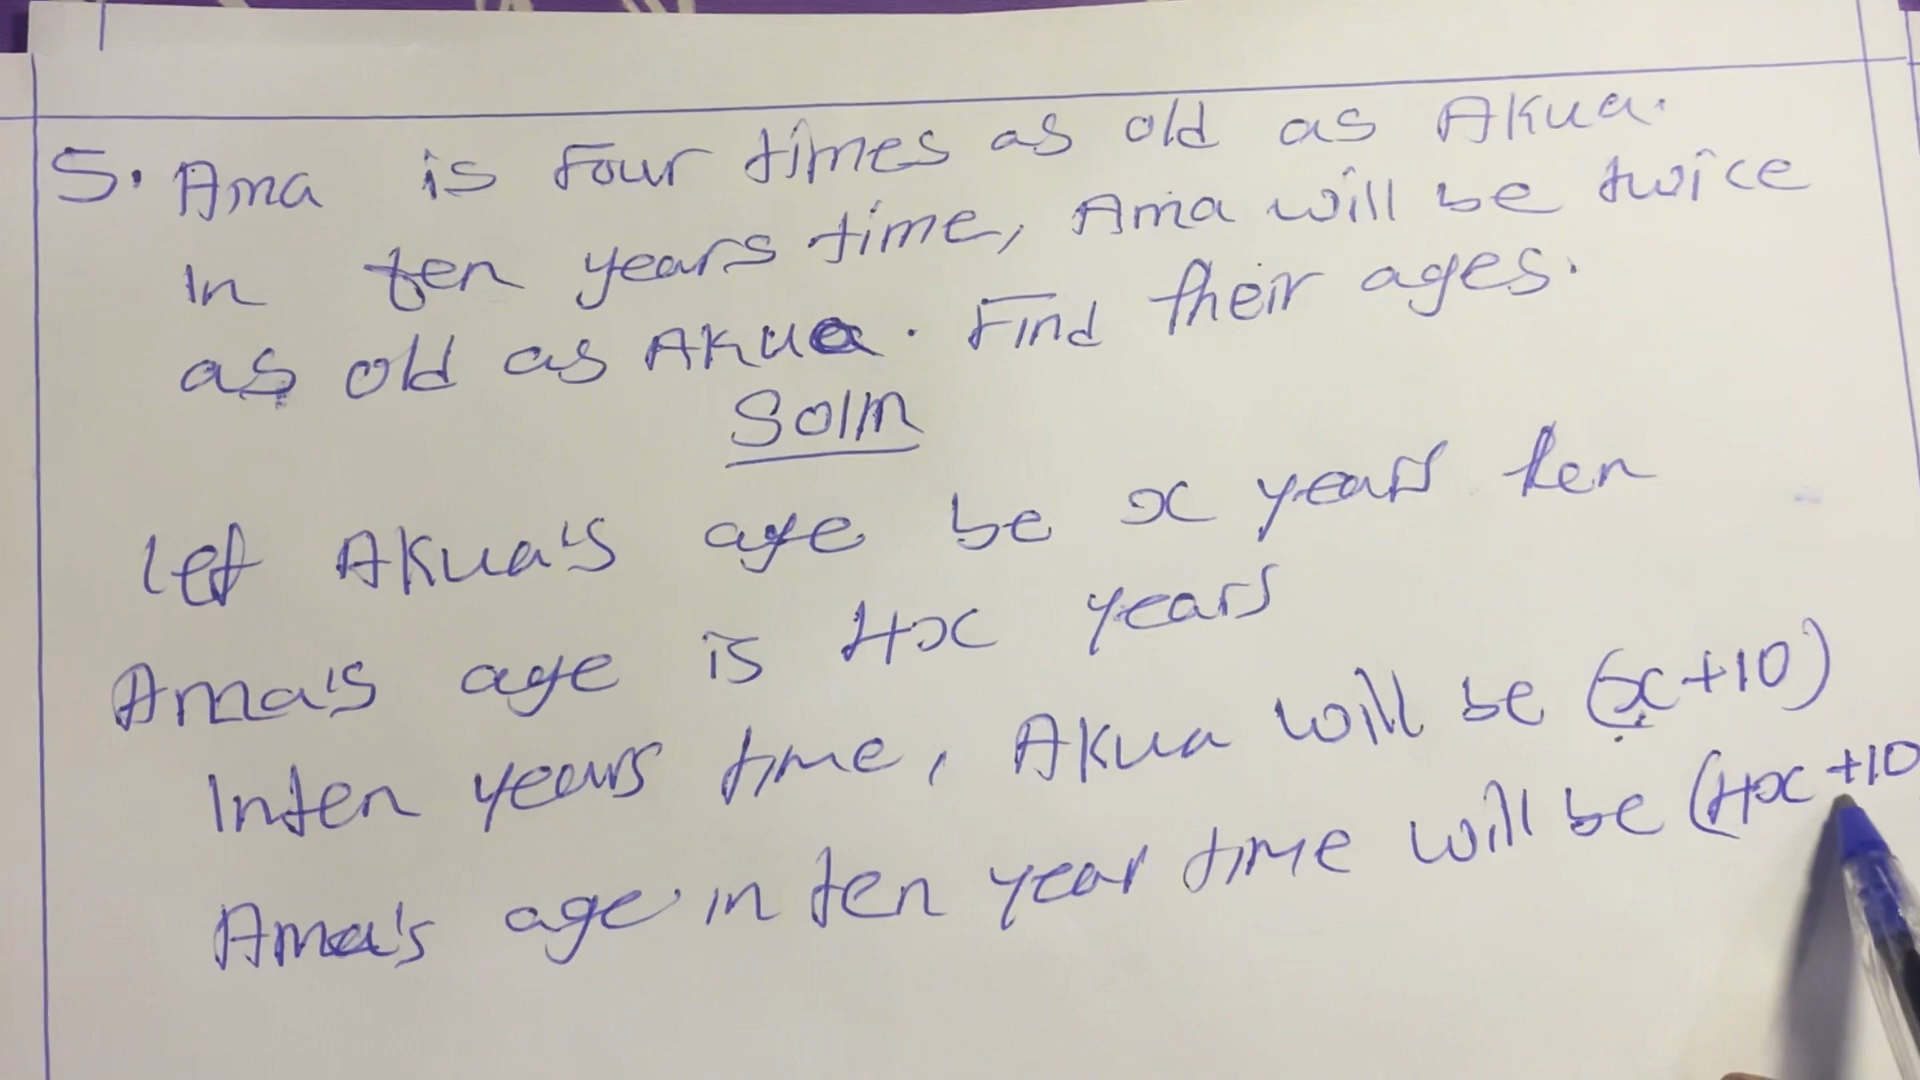 5. Ama is four times as old as Akua.
In ten years time, Ama will be twice
as old as Akua. Find their ages.
Soln
Let Akua's age be x years then
Ama's age is 4x years
In ten years time, Akua will be (x+10)
Ama's age in ten year time will be (4x+10